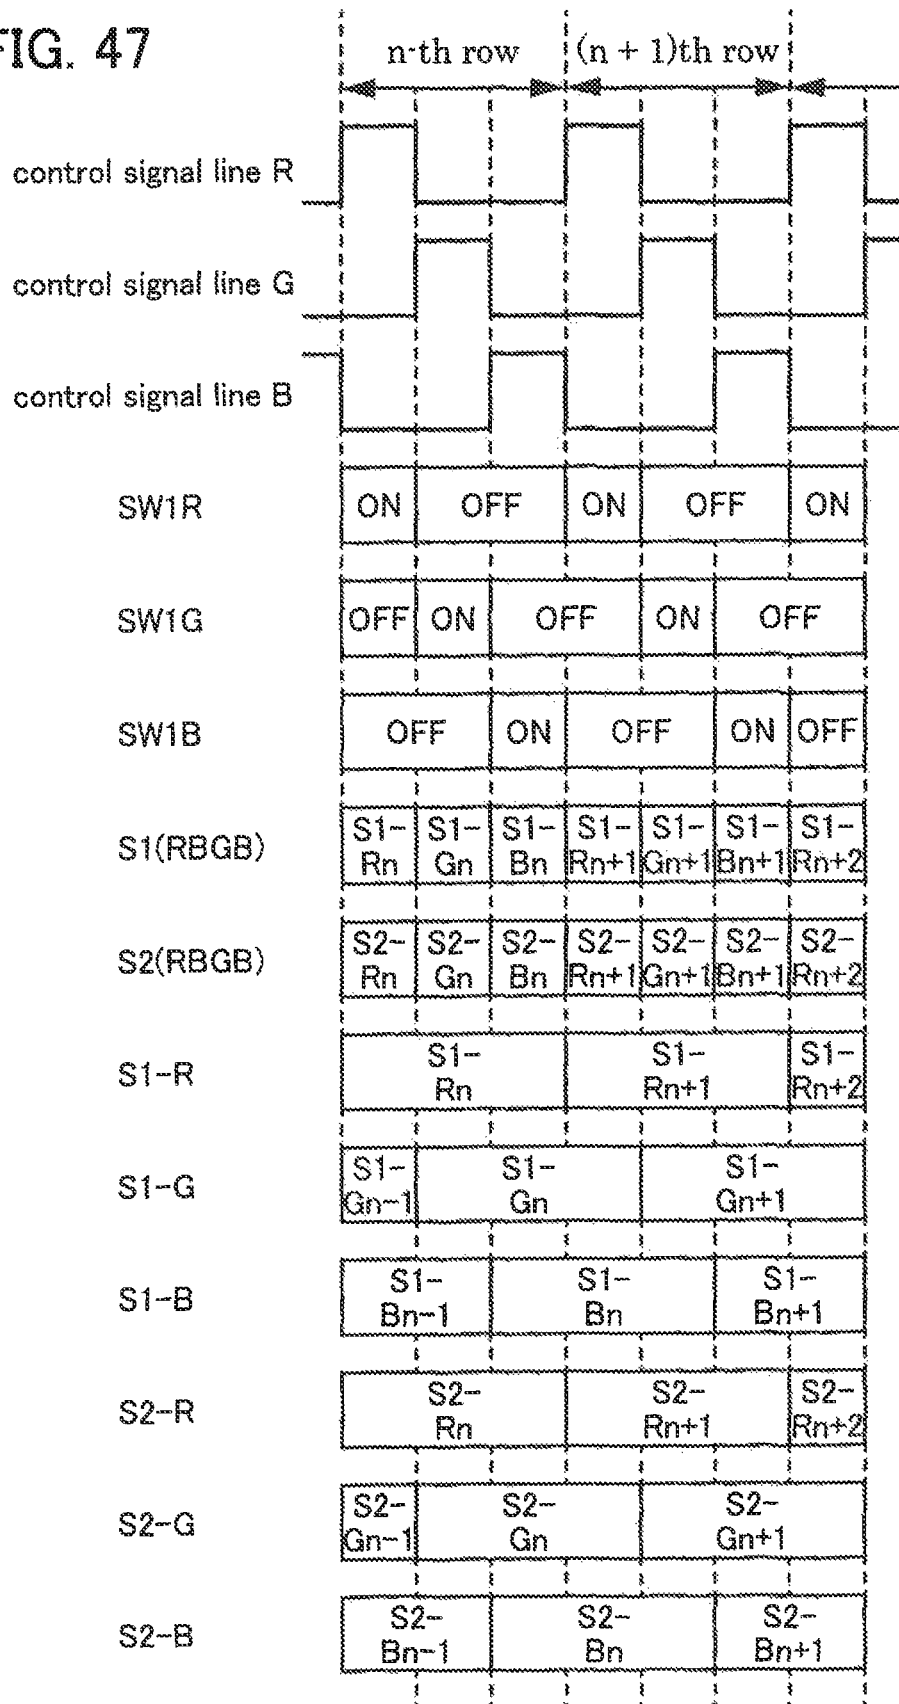 FIG. 47
n-th row (n + 1)th row
control signal line R
control signal line G
control signal line B
SW1R ON OFF ON OFF ON
SW1G OFF ON OFF ON OFF
SW1B OFF ON OFF ON OFF
S1(RBGB) S1-Rn S1-Gn S1-Bn S1-Rn+1 S1-Gn+1 S1-Bn+1 S1-Rn+2
S2(RBGB) S2-Rn S2-Gn S2-Bn S2-Rn+1 S2-Gn+1 S2-Bn+1 S2-Rn+2
S1-R S1-Rn S1-Rn+1 S1-Rn+2
S1-G S1-Gn-1 S1-Gn S1-Gn+1
S1-B S1-Bn-1 S1-Bn S1-Bn+1
S2-R S2-Rn S2-Rn+1 S2-Rn+2
S2-G S2-Gn-1 S2-Gn S2-Gn+1
S2-B S2-Bn-1 S2-Bn S2-Bn+1